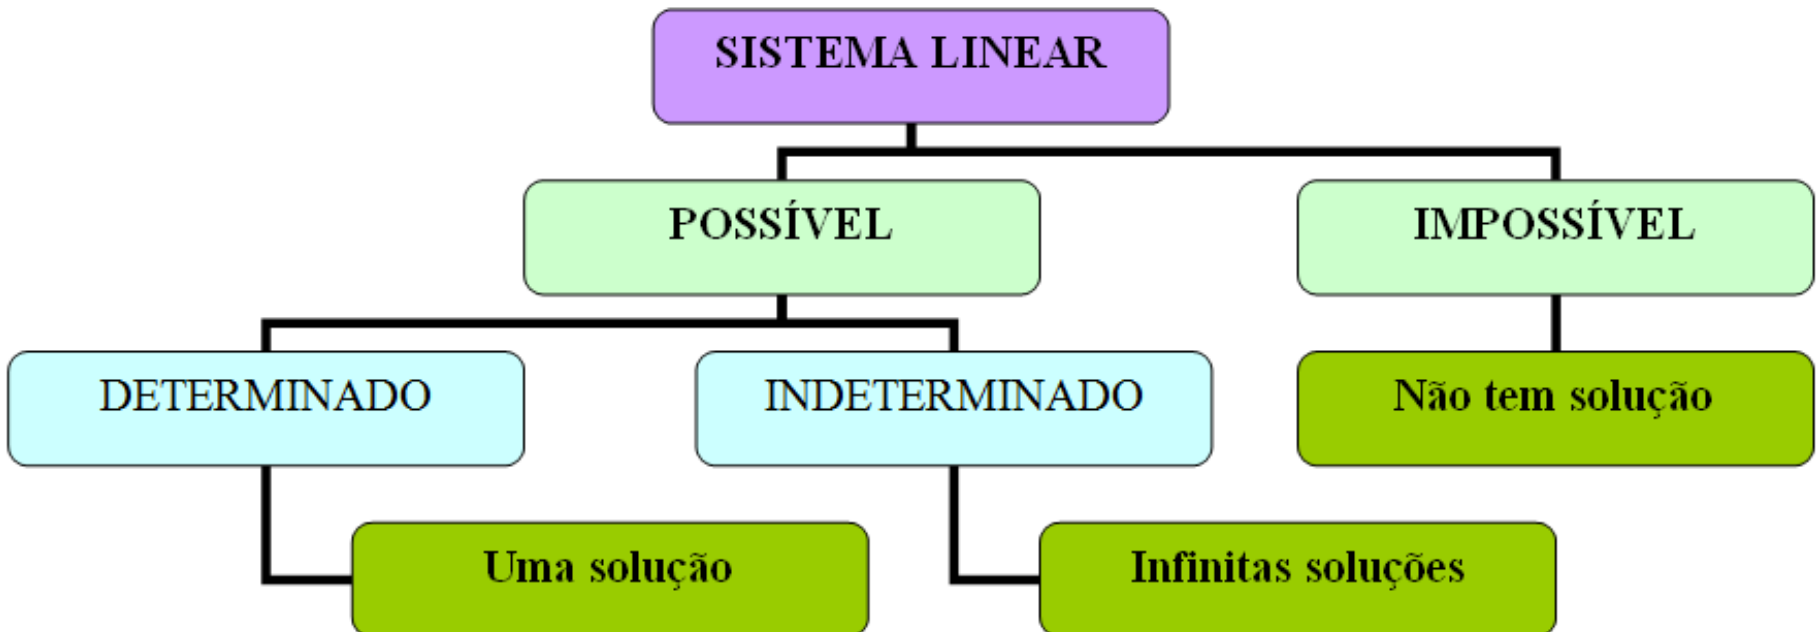 SISTEMA LINEAR
POSSÍVEL
IMPOSSÍVEL
DETERMINADO
INDETERMINADO
Não tem solução
Uma solução
Infinitas soluções